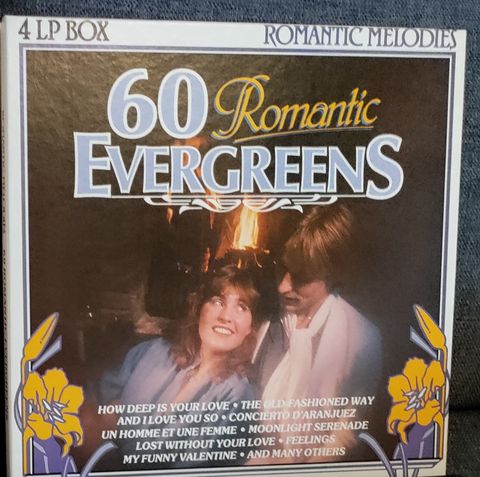 4 LP BOX
ROMANTIC MELODIES
60 Romantic
EVERGREENS
HOW DEEP IS YOUR LOVE • THE OLD-FASHIONED WAY
AND I LOVE YOU SO • CONCIERTO D'ARANJUEZ
UN HOMME ET UNE FEMME • MOONLIGHT SERENADE
LOST WITHOUT YOUR LOVE • FEELINGS
MY FUNNY VALENTINE • AND MANY OTHERS